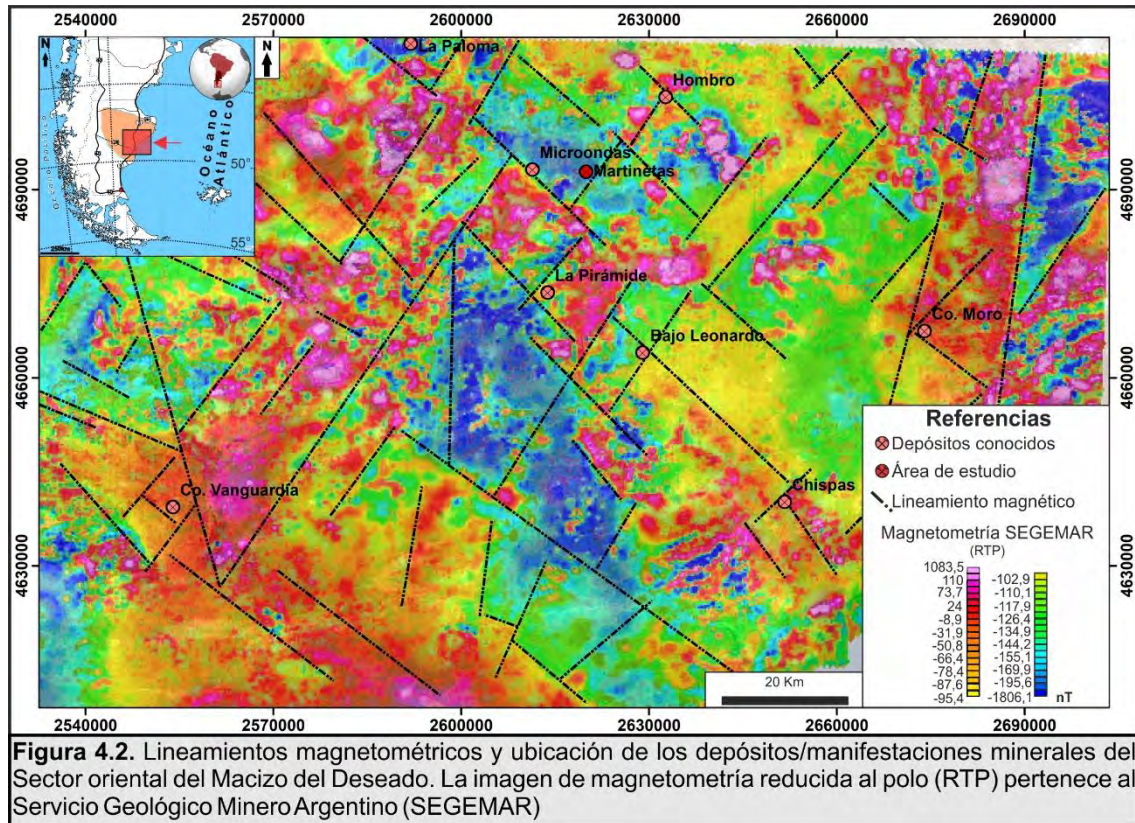 2540000 2570000 2600000 2630000 2660000 2690000
N
N
La Paloma
Hombro
Océano
Atlántico
50°
55°
Microondas
Martinetas
4690000
4690000
La Pirámide
Bajo Leonardo
Co. Moro
4660000
4660000
Co. Vanguardia
Chispas
4630000
4630000
Referencias
Depósitos conocidos
Área de estudio
Lineamiento magnético
Magnetometría SEGEMAR
(RTP)
1083,5
110
73,7
24
-8,9
-31,9
-50,8
-66,4
-78,4
-87,6
-95,4
-102,9
-110,1
-117,9
-126,4
-134,9
-144,2
-155,1
-169,9
-195,6
-1806,1 nT
20 Km
2540000 2570000 2600000 2630000 2660000 2690000
Figura 4.2. Lineamientos magnetométricos y ubicación de los depósitos/manifestaciones minerales del
Sector oriental del Macizo del Deseado. La imagen de magnetometría reducida al polo (RTP) pertenece al
Servicio Geológico Minero Argentino (SEGEMAR)